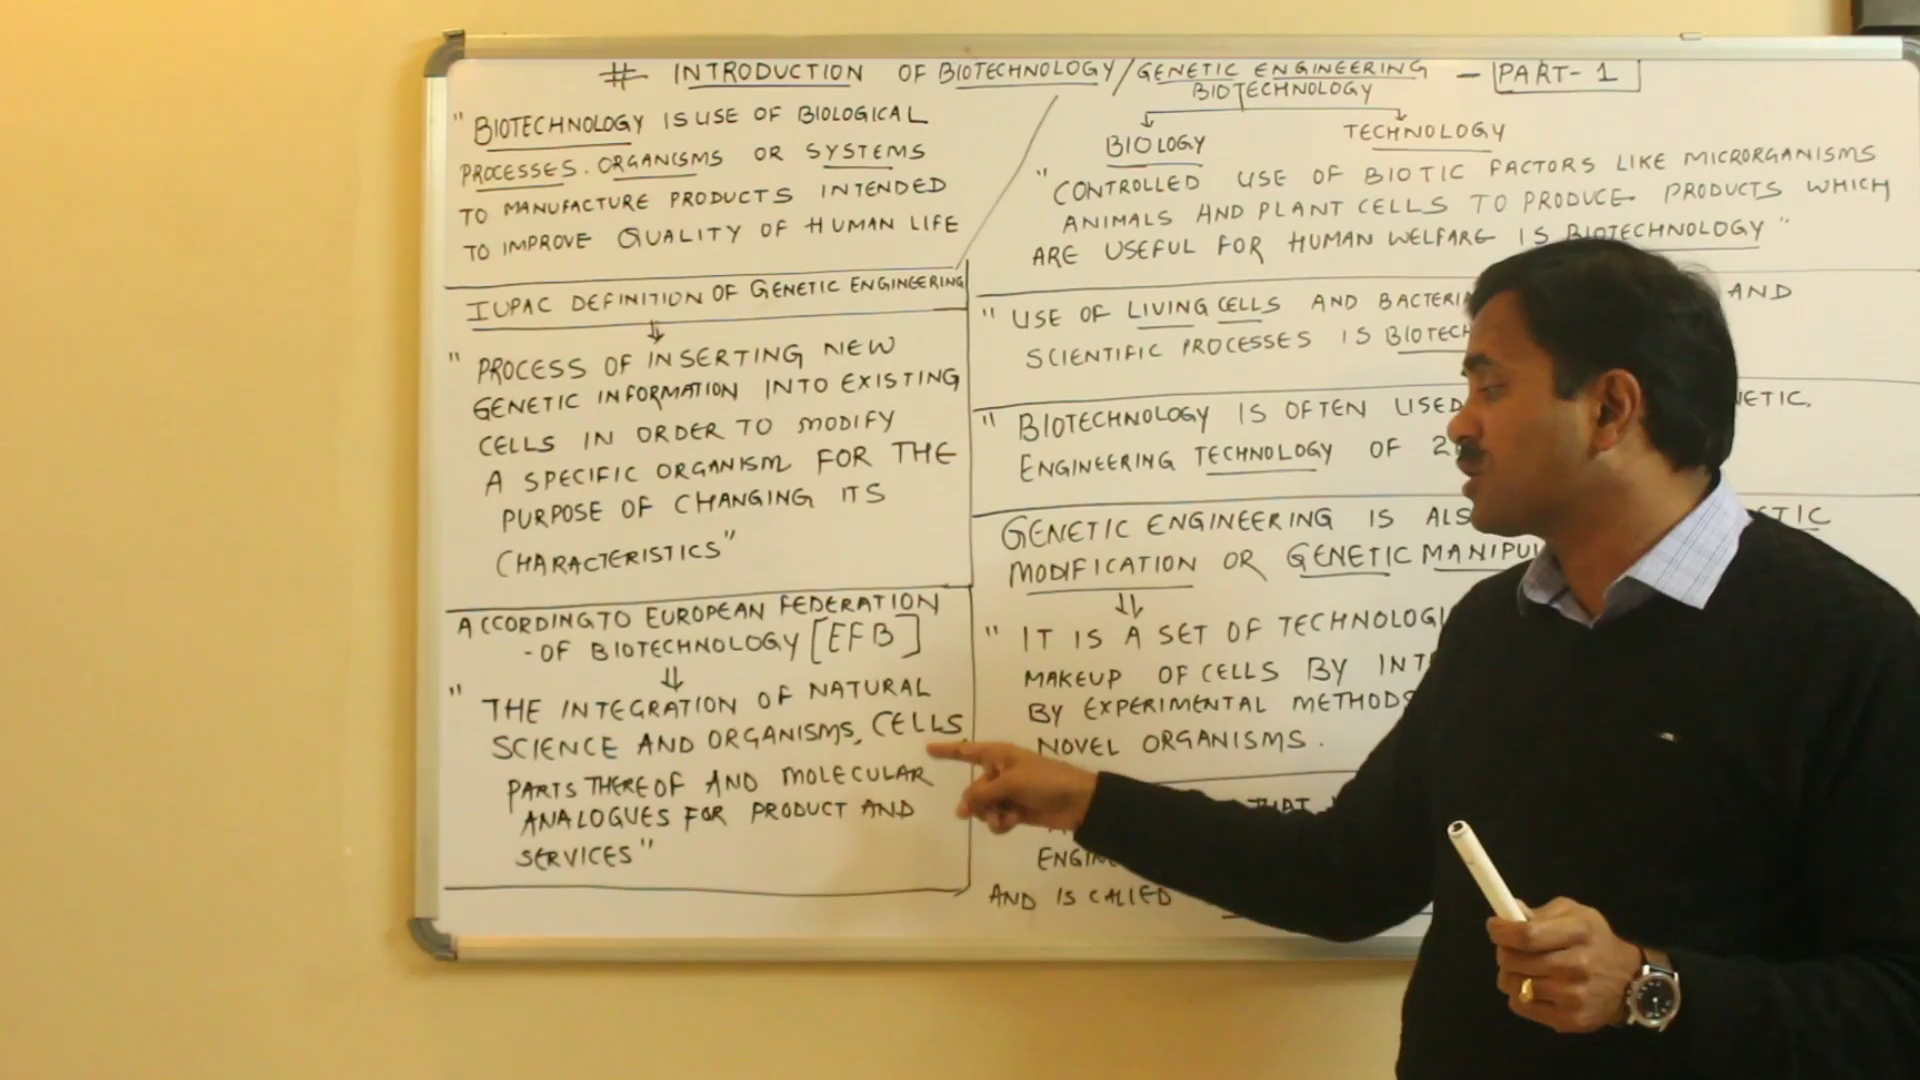 # INTRODUCTION OF BIOTECHNOLOGY/GENETIC ENGINEERING - PART-1
"BIOTECHNOLOGY IS USE OF BIOLOGICAL
PROCESSES. ORGANISMS OR SYSTEMS
TO MANUFACTURE PRODUCTS INTENDED
TO IMPROVE QUALITY OF HUMAN LIFE
IUPAC DEFINITION OF GENETIC ENGINEERING
"PROCESS OF INSERTING NEW
GENETIC INFORMATION INTO EXISTING
CELLS IN ORDER TO MODIFY
A SPECIFIC ORGANISM FOR THE
PURPOSE OF CHANGING ITS
CHARACTERISTICS"
ACCORDING TO EUROPEAN FEDERATION
-OF BIOTECHNOLOGY [EFB]
"THE INTEGRATION OF NATURAL
SCIENCE AND ORGANISMS, CELLS,
PARTS THEREOF AND MOLECULAR
ANALOGUES FOR PRODUCT AND
SERVICES"
BIOTECHNOLOGY
BIOLOGY TECHNOLOGY
"CONTROLLED USE OF BIOTIC FACTORS LIKE MICRORGANISMS
ANIMALS AND PLANT CELLS TO PRODUCE PRODUCTS WHICH
ARE USEFUL FOR HUMAN WELFARE IS BIOTECHNOLOGY"
"USE OF LIVING CELLS AND BACTERIA AND
SCIENTIFIC PROCESSES IS BIOTECH
"BIOTECHNOLOGY IS OFTEN USED
ENGINEERING TECHNOLOGY OF
GENETIC ENGINEERING IS
MODIFICATION OR GENETIC MANIPU
"IT IS A SET OF
MAKEUP OF CELLS BY
BY EXPERIMENTAL METHODS
NOVEL ORGANISMS.
THAT
AND IS CALLED